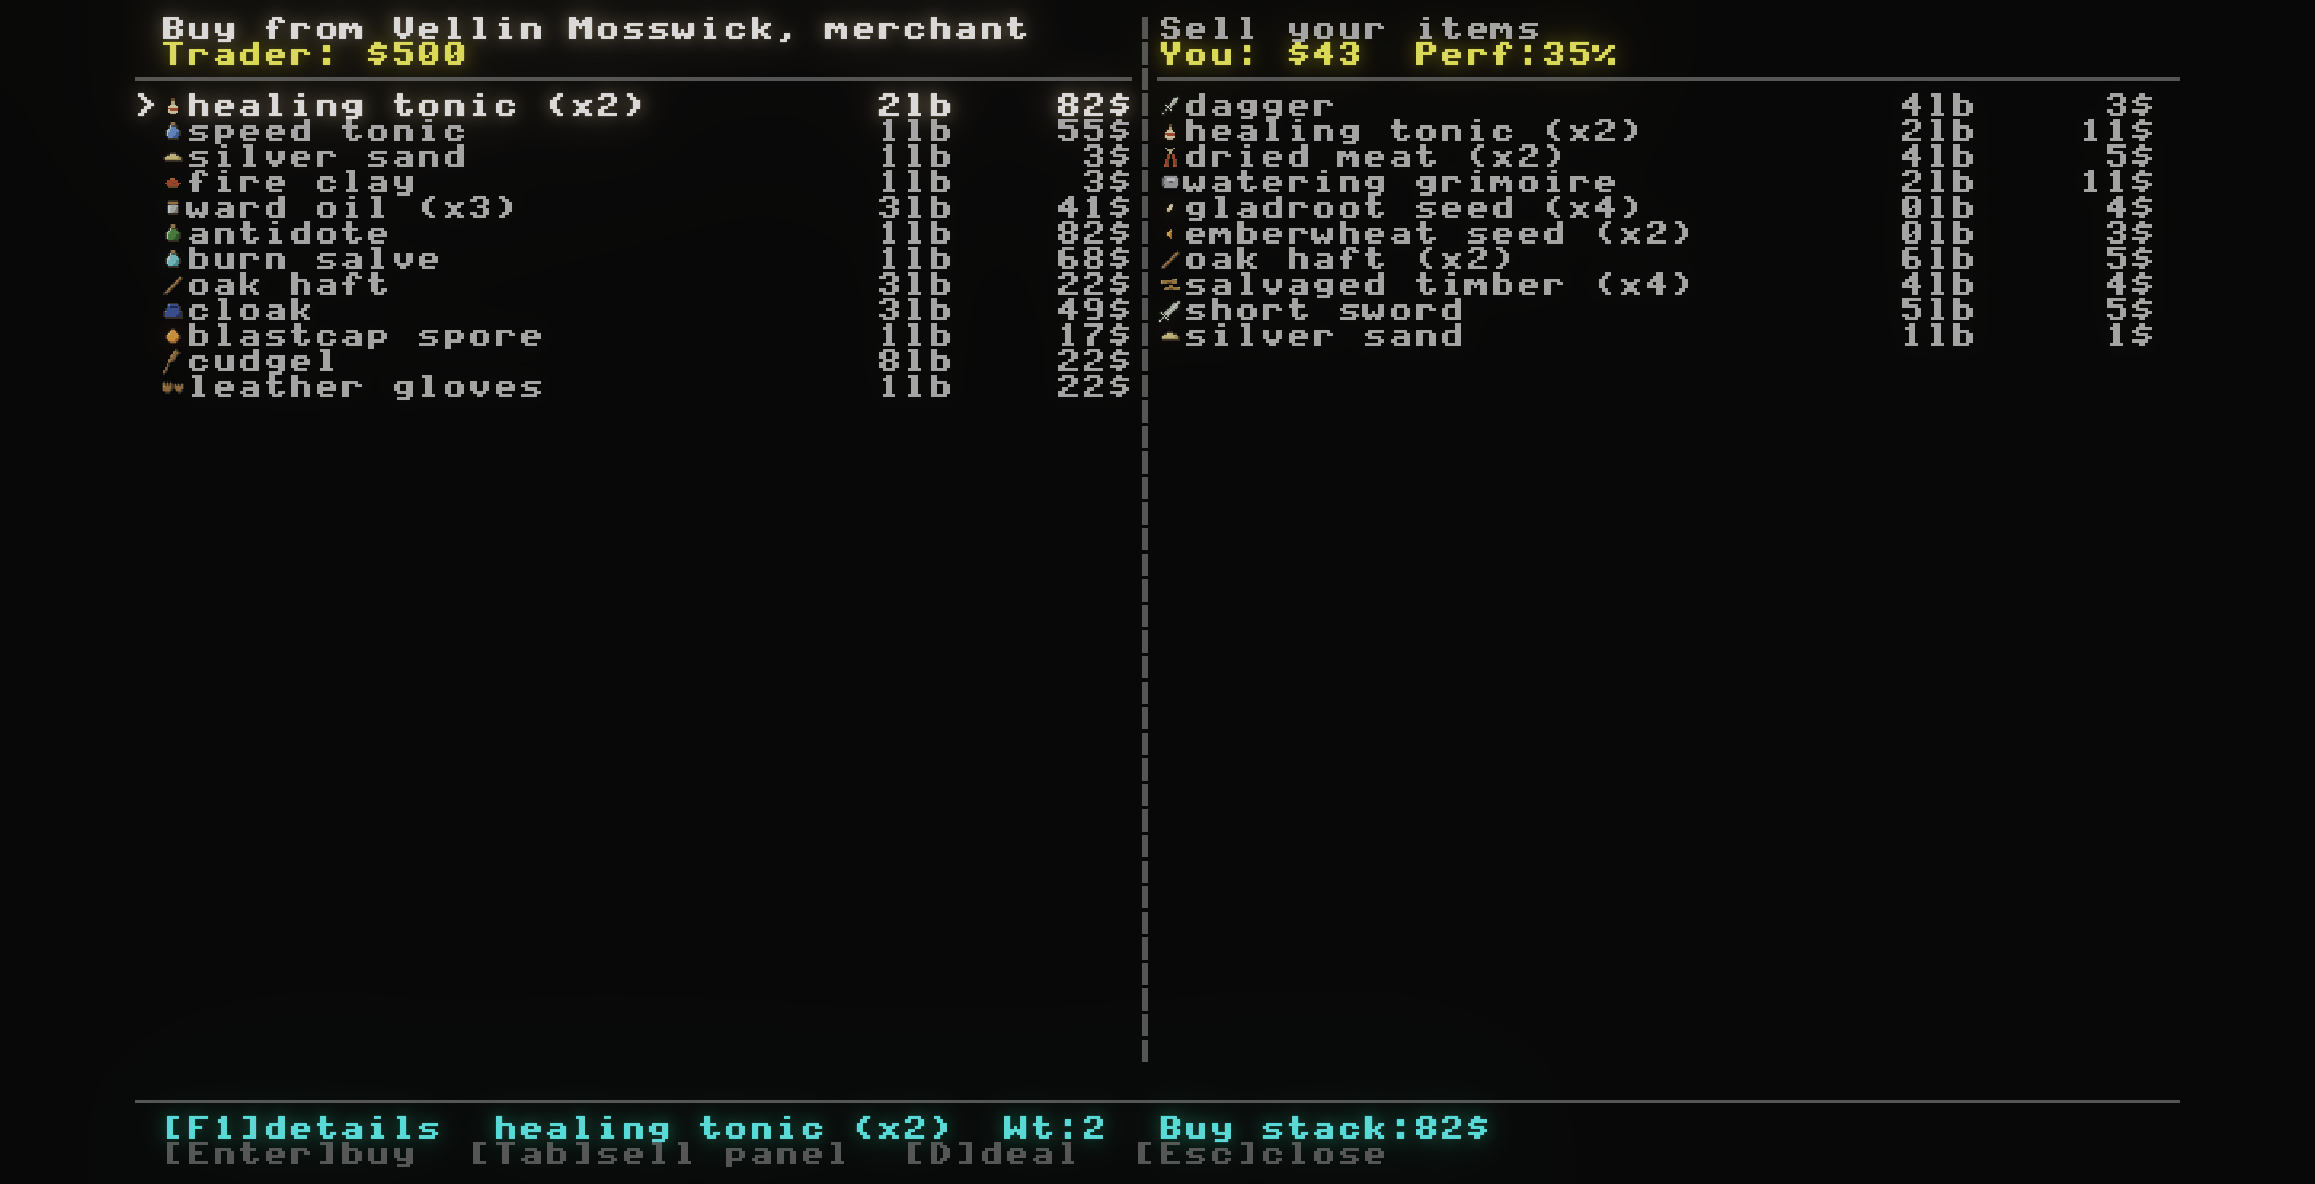 Buy from Vellin Mosswick, merchant
Trader: $500
> healing tonic (x2) 2lb 82$
speed tonic 1lb 55$
silver sand 1lb 3$
fire clay 1lb 3$
ward oil (x3) 3lb 41$
antidote 1lb 82$
burn salve 1lb 68$
oak haft 3lb 22$
cloak 3lb 49$
blastcap spore 1lb 17$
cudgel 8lb 22$
leather gloves 1lb 22$
Sell your items
You: $43 Perf:35%
dagger 4lb 3$
healing tonic (x2) 2lb 11$
dried meat (x2) 4lb 5$
watering grimoire 2lb 11$
gladroot seed (x4) 0lb 4$
emberwheat seed (x2) 0lb 3$
oak haft (x2) 6lb 5$
salvaged timber (x4) 4lb 4$
short sword 5lb 5$
silver sand 1lb 1$
[F1]details healing tonic (x2) Wt:2 Buy stack:82$
[Enter]buy [Tab]sell panel [D]deal [Esc]close